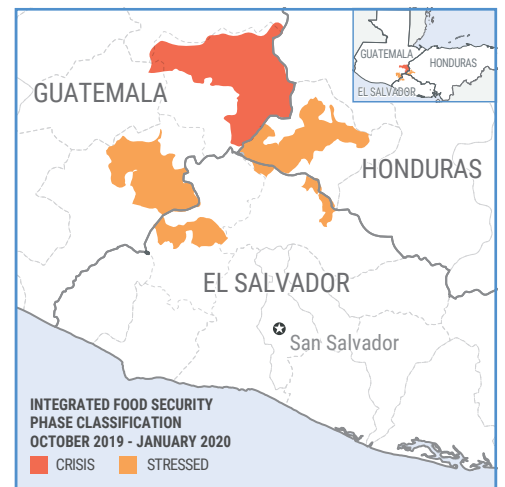 GUATEMALA
HONDURAS
EL SALVADOR
GUATEMALA
HONDURAS
EL SALVADOR
San Salvador
INTEGRATED FOOD SECURITY
PHASE CLASSIFICATION
OCTOBER 2019 - JANUARY 2020
CRISIS STRESSED